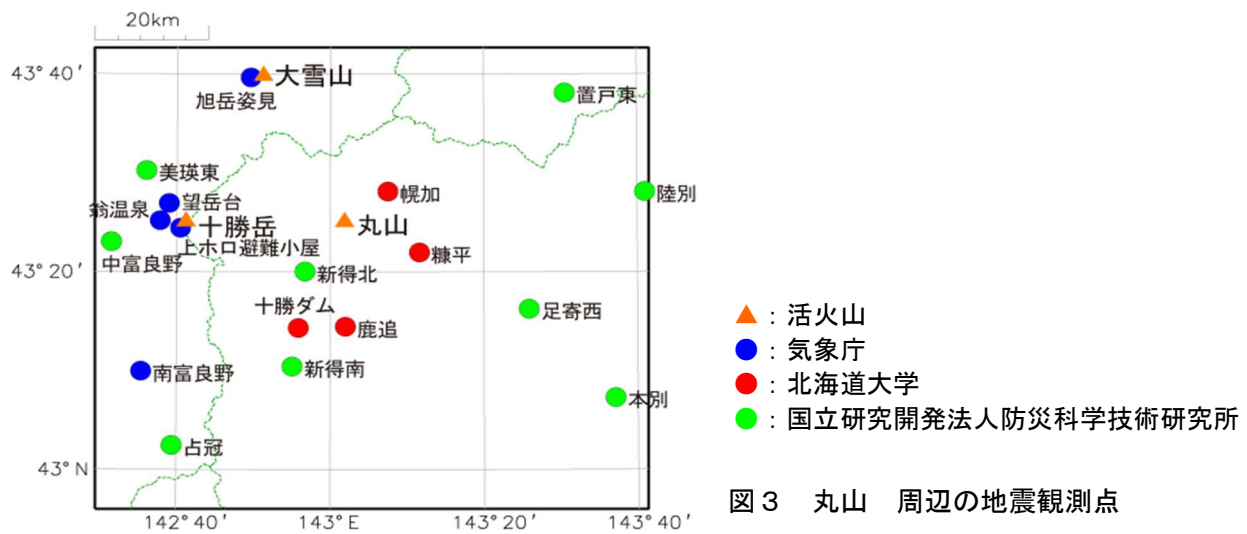 20km
43°40′
大雪山
旭岳姿見
置戸東
美瑛東
幌加
陸別
望岳台
翁温泉
十勝岳
丸山
上ホロ避難小屋
糠平
中富良野
43°20′
新得北
十勝ダム
足寄西
鹿追
新得南
南富良野
本別
占冠
43°N
142°40′
143°E
143°20′
143°40′
：活火山
：気象庁
：北海道大学
：国立研究開発法人防災科学技術研究所
図３　丸山　周辺の地震観測点